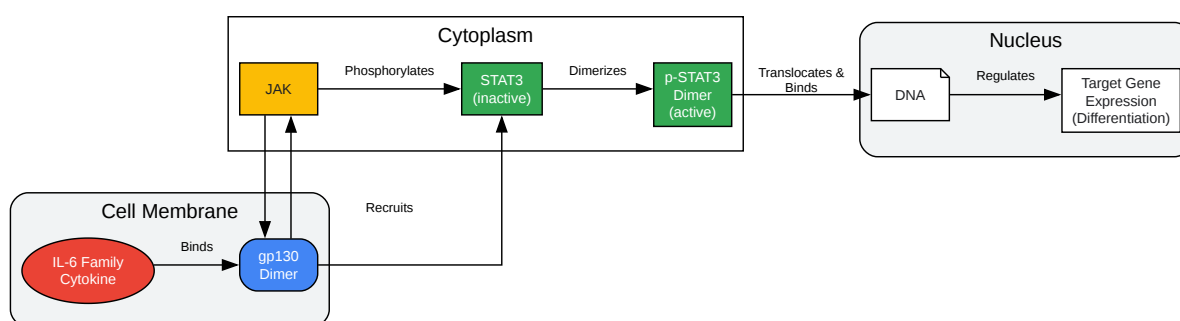 Cytoplasm
Nucleus
JAK
Phosphorylates
STAT3
(inactive)
Dimerizes
p-STAT3
Dimer
(active)
Translocates &
Binds
DNA
Regulates
Target Gene
Expression
(Differentiation)
Cell Membrane
Recruits
IL-6 Family
Cytokine
Binds
gp130
Dimer